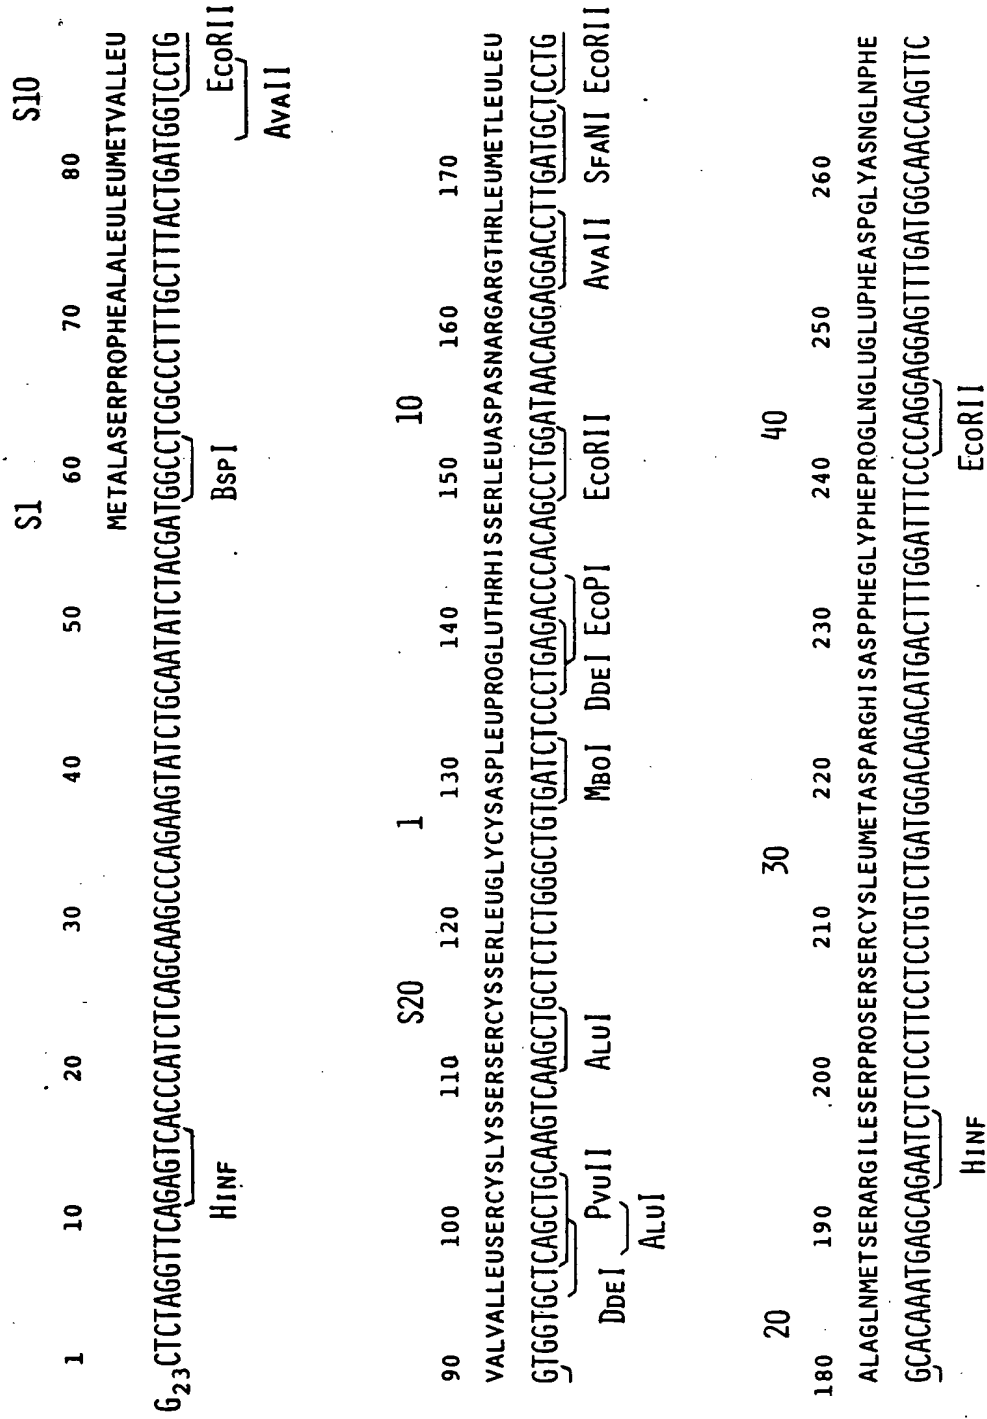 S1 S10
1 10 20 30 40 50 60 70 80
METALASERPROPHEALALEULEUMETVALLEU
G23CTCTAGGTTCAGAGTCACCCATCTCAGCAAGCCCAGAAGTATCTGCAATATCTACGATGGCCTCGCCCTTTGCTTTACTGATGGTCCTG
HINF BSPI ECORII
AVAII
S20 1 10
90 100 110 120 130 140 150 160 170
VALVALLEUSERCYSLYSSERSERCYSSERLEUGLYCYSASPLEUPROGLUTHRHISSERLEUASPASNARGARGTHRLEUMETLEULEU
GTGGTGCTCAGCTGCAAGTCAAGCTGCTCTCTGGGCTGTGATCTCCCTGAGACCCACAGCCTGGATAACAGGAGGACCTTGATGCTCCTG
DDEI PVUII ALUI MBOI DDEI ECOPI ECORII AVAII SFANI ECORII
ALUI
20 30 40
180 190 200 210 220 230 240 250 260
ALAGLNMETSERARGILESERPROSERSERCYSLEUMETASPARGHISASPPHEGLYPHEPROGLNGLUGLUPHEASPGLYASNGLNPHE
GCACAAATGAGCAGAATCTCTCCTTCCTCCTGTCTGATGGACAGACATGACTTTGGATTTCCCCAGGAGGAGTTTGATGGCAACCAGTTC
HINF ECORII